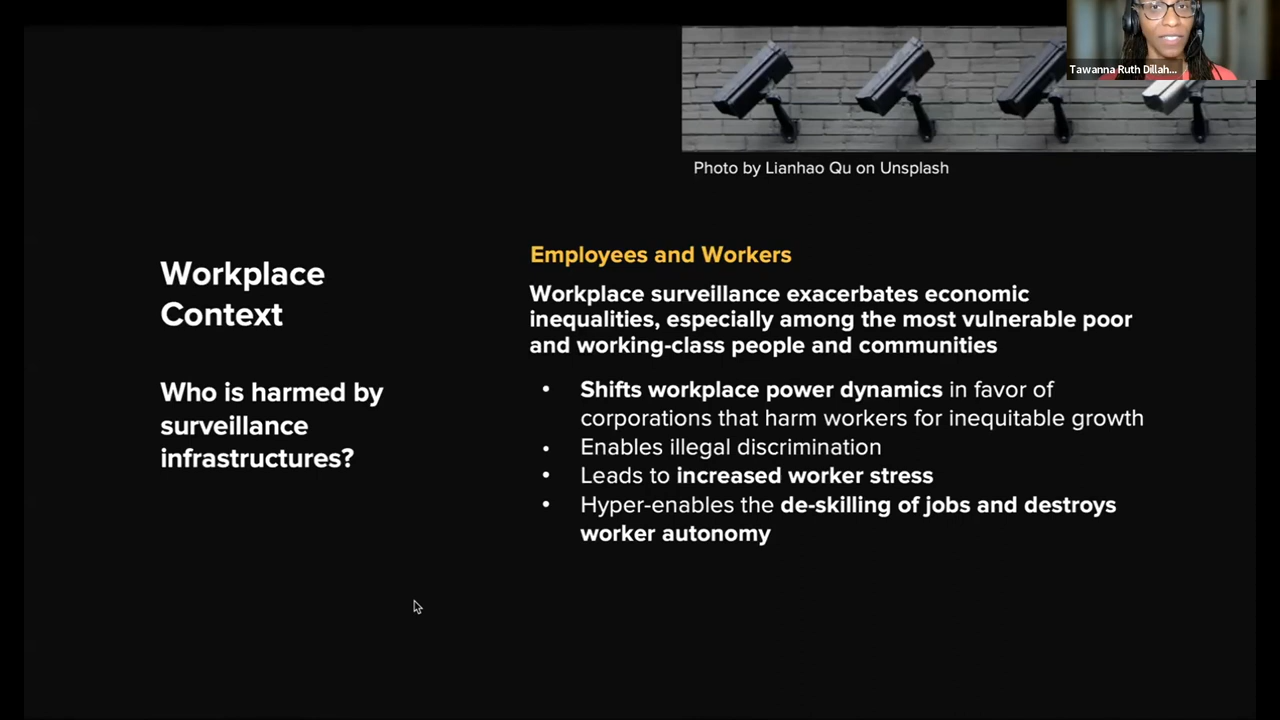 Tawanna Ruth Dillah...
Photo by Lianhao Qu on Unsplash
Workplace
Context
Who is harmed by
surveillance
infrastructures?
Employees and Workers
Workplace surveillance exacerbates economic
inequalities, especially among the most vulnerable poor
and working-class people and communities
• Shifts workplace power dynamics in favor of
corporations that harm workers for inequitable growth
• Enables illegal discrimination
• Leads to increased worker stress
• Hyper-enables the de-skilling of jobs and destroys
worker autonomy